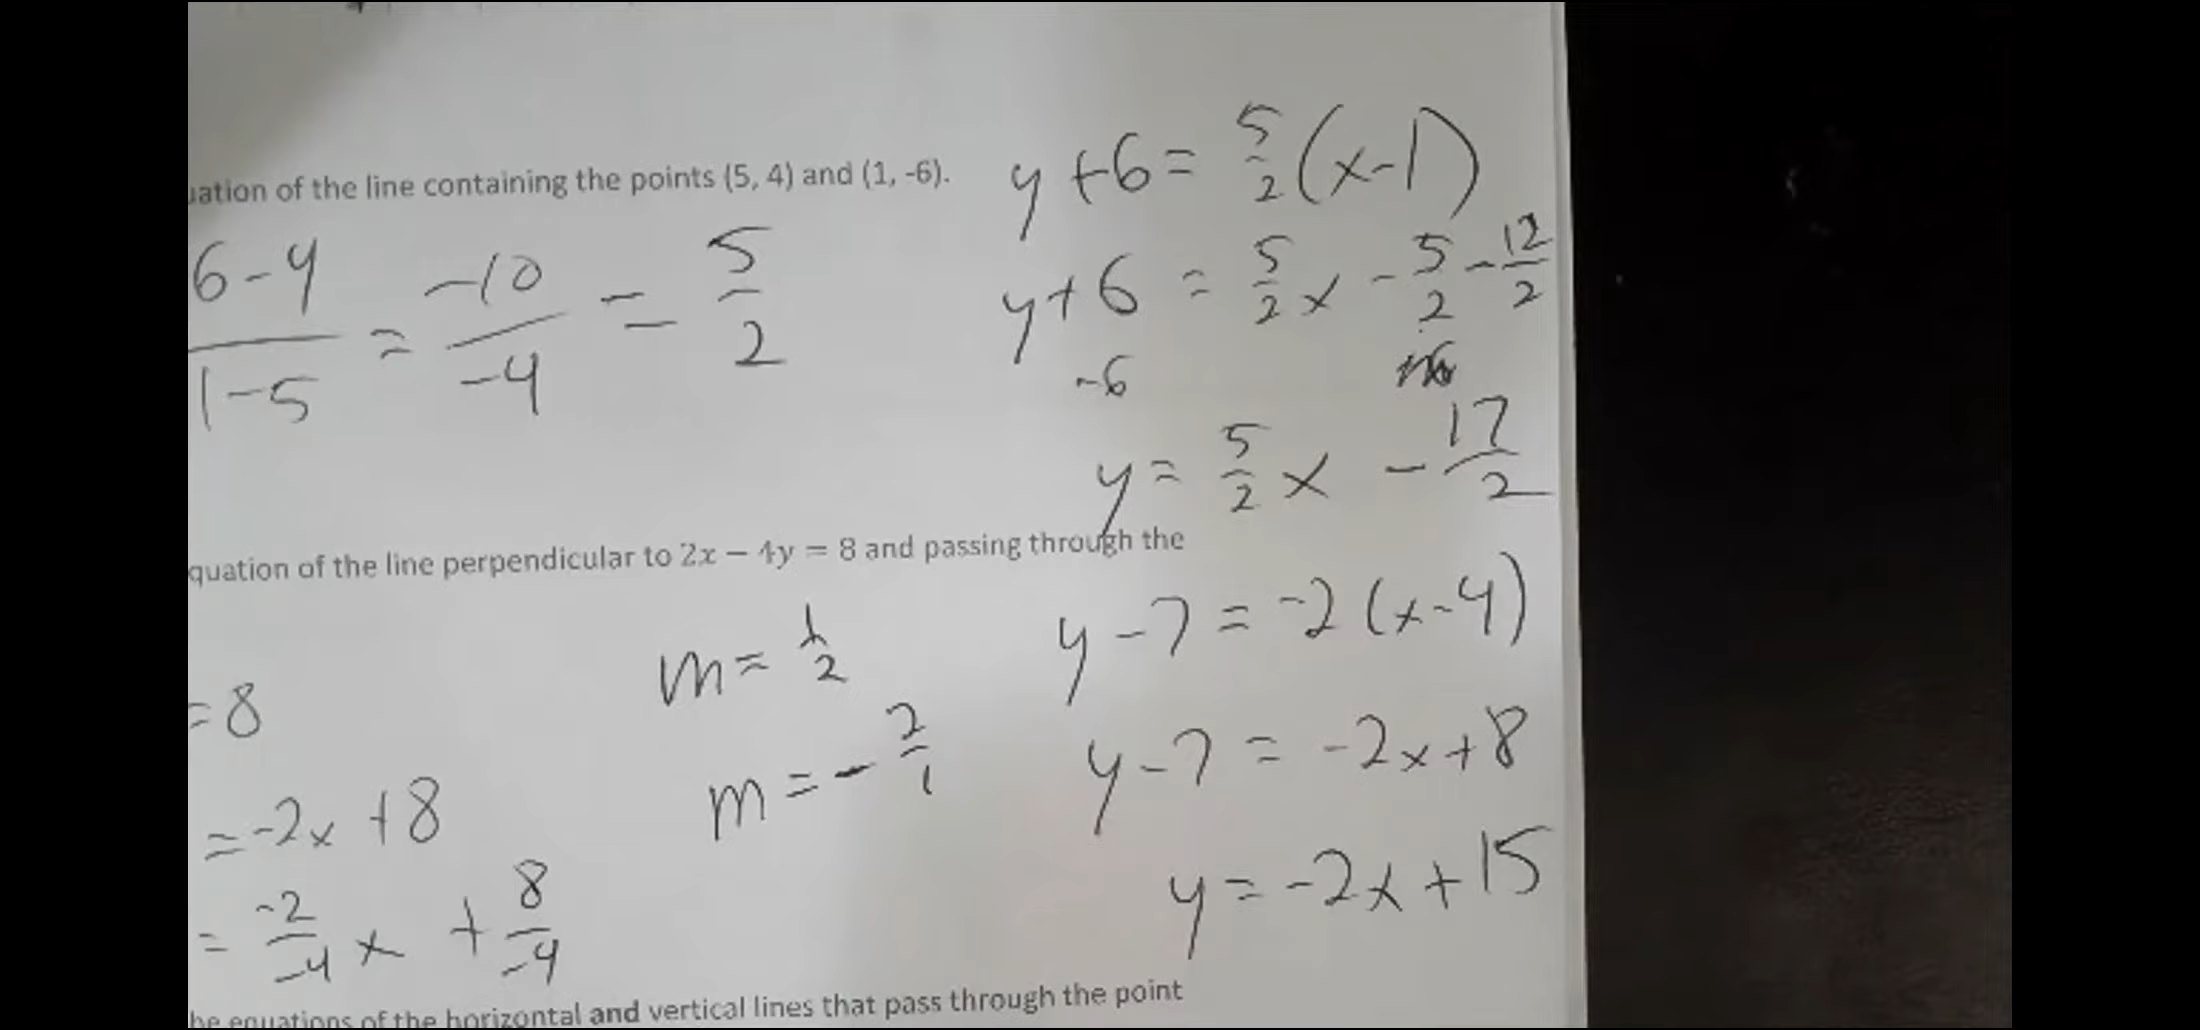 uation of the line containing the points (5, 4) and (1, -6).
6-4 / 1-5 = -10 / -4 = 5/2
y+6 = 5/2 (x-1)
y+6 = 5/2 x - 5/2 - 12/2
-6
y = 5/2 x - 17/2
quation of the line perpendicular to 2x − 4y = 8 and passing through the
= 8
= -2x +8
= -2/-4 x + 8/-4
m = 1/2
m = - 2/1
y-7 = -2(x-4)
y-7 = -2x+8
y = -2x+15
he equations of the horizontal and vertical lines that pass through the point